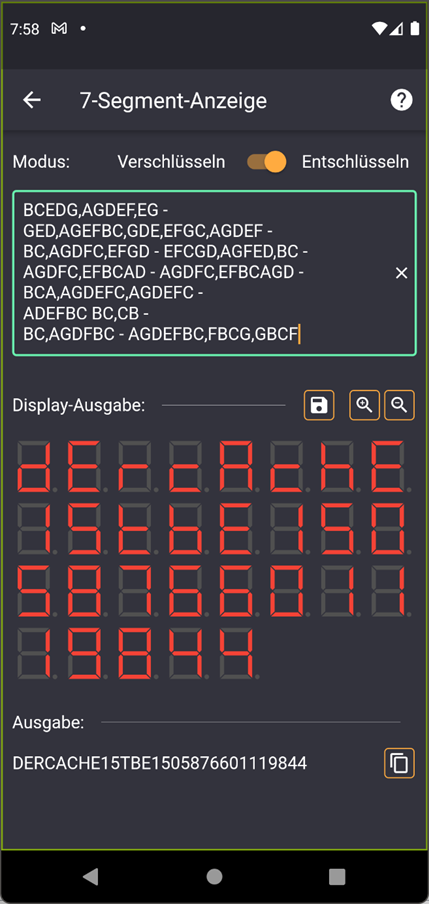 7:58
7-Segment-Anzeige
Modus: Verschlüsseln Entschlüsseln
BCEDG,AGDEF,EG -
GED,AGEFBC,GDE,EFGC,AGDEF -
BC,AGDFC,EFGD - EFCGD,AGFED,BC -
AGDFC,EFBCAD - AGDFC,EFBCAGD -
BCA,AGDEFC,AGDEFC -
ADEFBC BC,CB -
BC,AGDFBC - AGDEFBC,FBCG,GBCF
Display-Ausgabe:
dErcAchE
15tbE150
58766011
19844
Ausgabe:
DERCACHE15TBE1505876601119844